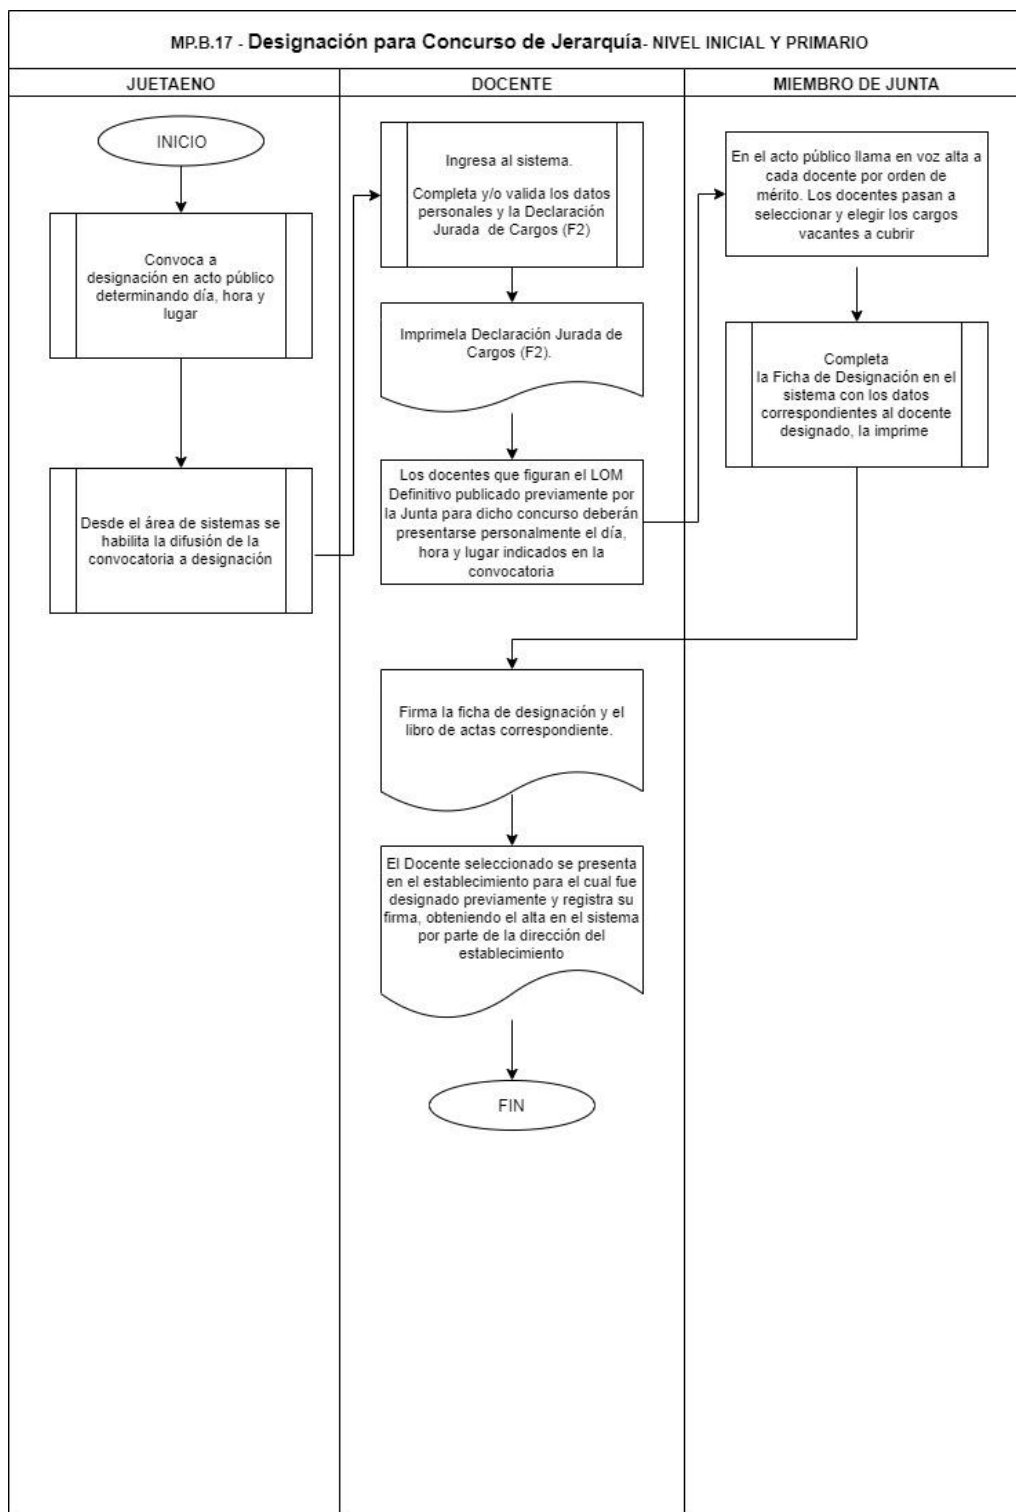 MP.B.17 - Designación para Concurso de Jerarquía- NIVEL INICIAL Y PRIMARIO
JUETAENO
DOCENTE
MIEMBRO DE JUNTA
INICIO
Convoca a
designación en acto público
determinando día, hora y
lugar
Desde el área de sistemas se
habilita la difusión de la
convocatoria a designación
Ingresa al sistema.
Completa y/o valida los datos
personales y la Declaración
Jurada de Cargos (F2)
Imprimela Declaración Jurada de
Cargos (F2).
Los docentes que figuran el LOM
Definitivo publicado previamente por
la Junta para dicho concurso deberán
presentarse personalmente el día,
hora y lugar indicados en la
convocatoria
En el acto público llama en voz alta a
cada docente por orden de
mérito. Los docentes pasan a
seleccionar y elegir los cargos
vacantes a cubrir
Completa
la Ficha de Designación en el
sistema con los datos
correspondientes al docente
designado, la imprime
Firma la ficha de designación y el
libro de actas correspondiente.
El Docente seleccionado se presenta
en el establecimiento para el cual fue
designado previamente y registra su
firma, obteniendo el alta en el sistema
por parte de la dirección del
establecimiento
FIN